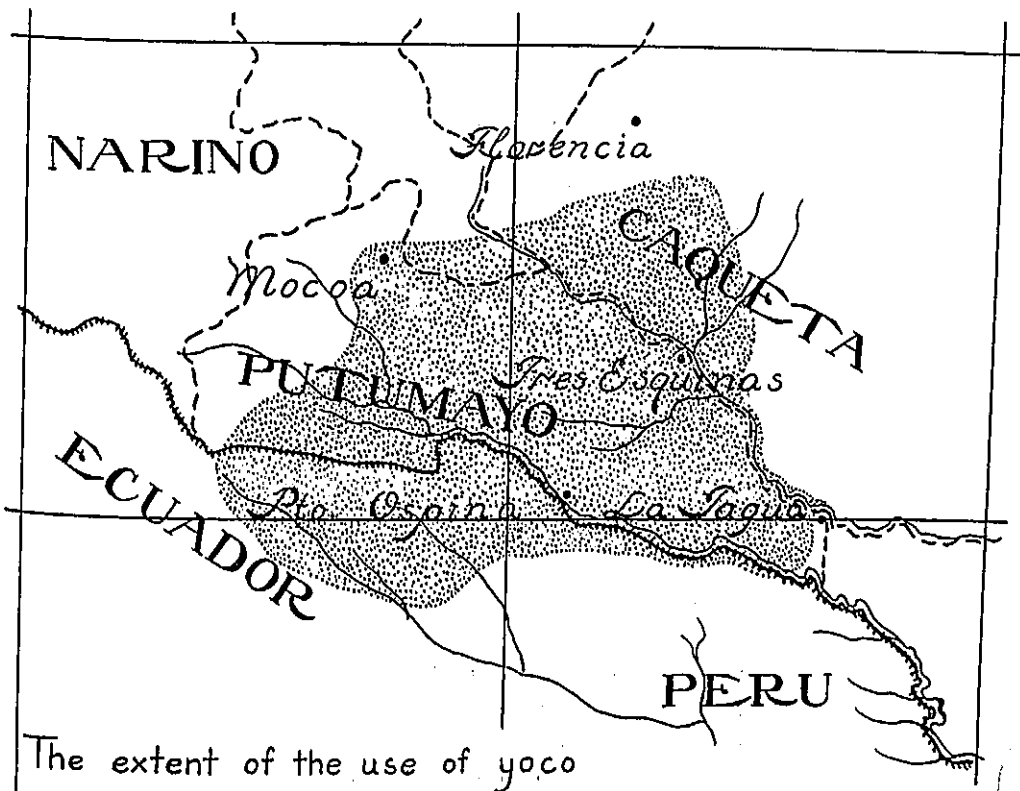 Florencia
NARINO
CAQUETA
Mocoa
PUTUMAYO
Tres Esquinas
ECUADOR
Pto. Ospina
La Tagua
PERU
The extent of the use of yoco